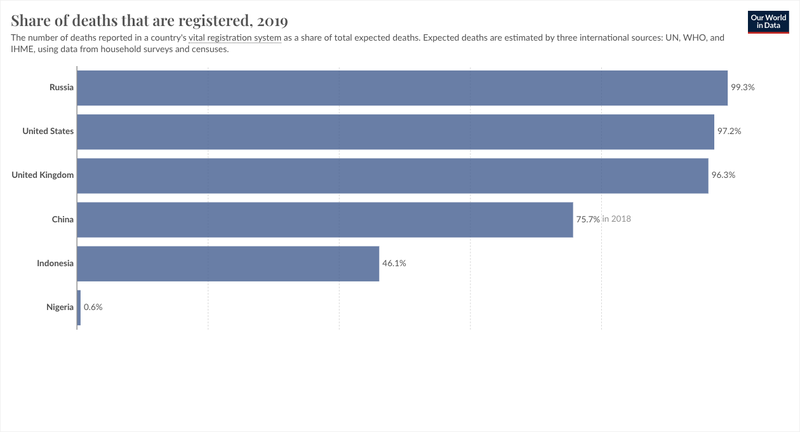 Share of deaths that are registered, 2019
Our World
in Data
The number of deaths reported in a country's vital registration system as a share of total expected deaths. Expected deaths are estimated by three international sources: UN, WHO, and
IHME, using data from household surveys and censuses.
Russia 99.3%
United States 97.2%
United Kingdom 96.3%
China 75.7% in 2018
Indonesia 46.1%
Nigeria 0.6%